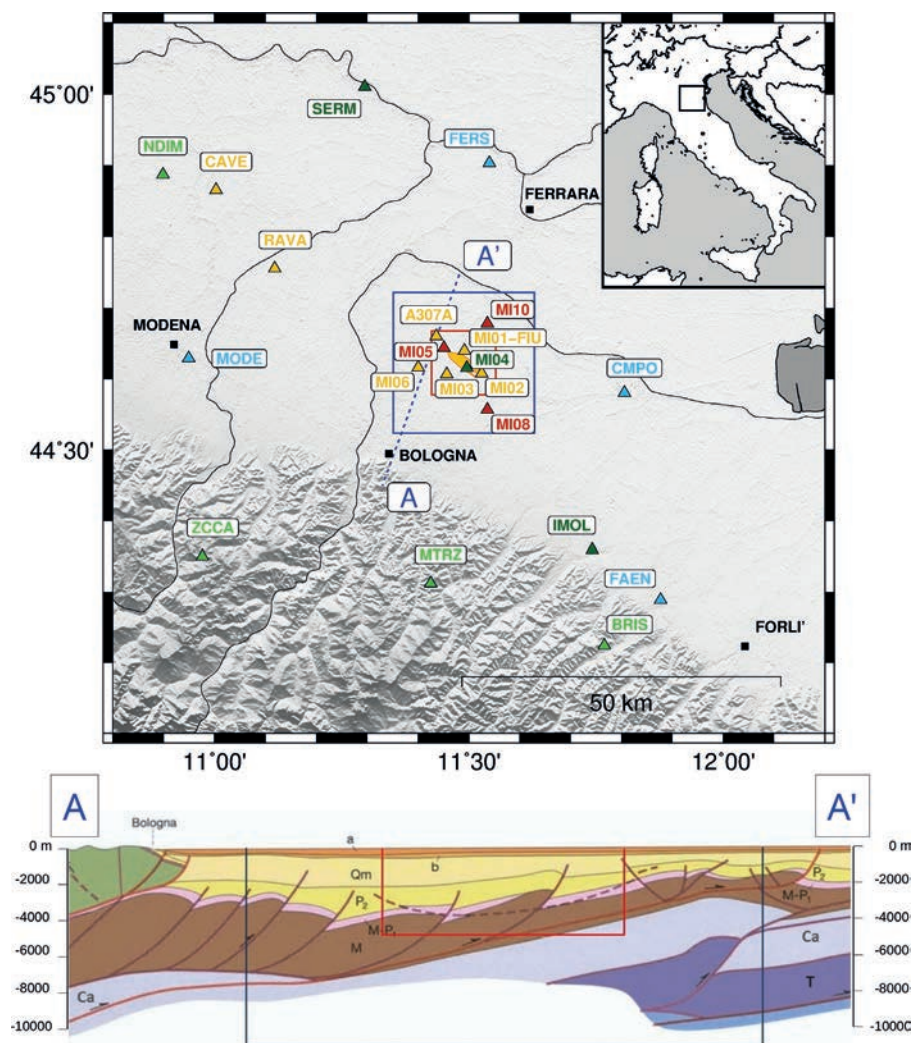 45°00'
SERM
NDIM
CAVE
FERS
FERRARA
RAVA
A'
MODENA
MODE
A307A
MI10
MI01-FIU
MI05
MI04
CMPO
MI06
MI03
MI02
MI08
44°30'
BOLOGNA
A
ZCCA
MTRZ
IMOL
FAEN
BRIS
FORLI'
50 km
11°00'
11°30'
12°00'
A
A'
Bologna
a
b
0 m
0 m
Qm
-2000
P2
P2
-2000
M-P1
-4000
M-P1
-4000
M
Ca
-6000
-6000
Ca
T
-8000
-8000
-10000
-1000C